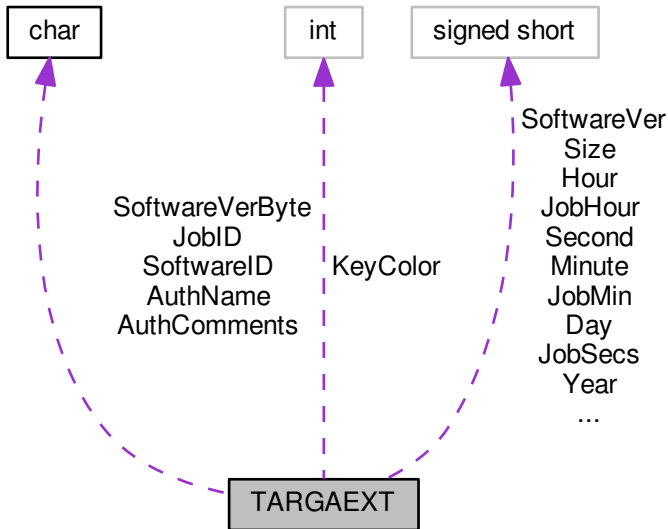 char
int
signed short
SoftwareVerByte
JobID
SoftwareID
AuthName
AuthComments
KeyColor
SoftwareVer
Size
Hour
JobHour
Second
Minute
JobMin
Day
JobSecs
Year
...
TARGAEXT